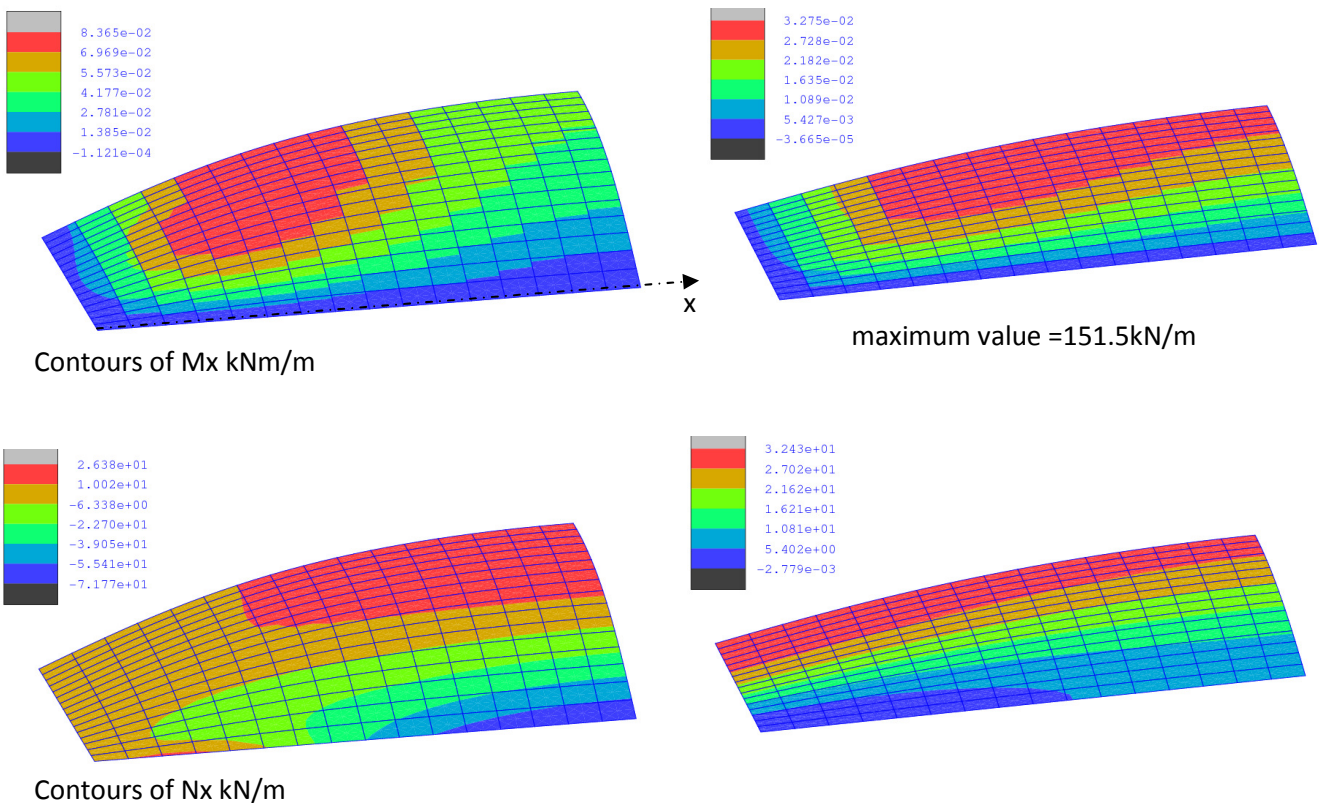 8.365e-02
6.969e-02
5.573e-02
4.177e-02
2.781e-02
1.385e-02
-1.121e-04
x
Contours of Mx kNm/m
3.275e-02
2.728e-02
2.182e-02
1.635e-02
1.089e-02
5.427e-03
-3.665e-05
maximum value =151.5kN/m
2.638e+01
1.002e+01
-6.338e+00
-2.270e+01
-3.905e+01
-5.541e+01
-7.177e+01
Contours of Nx kN/m
3.243e+01
2.702e+01
2.162e+01
1.621e+01
1.081e+01
5.402e+00
-2.779e-03